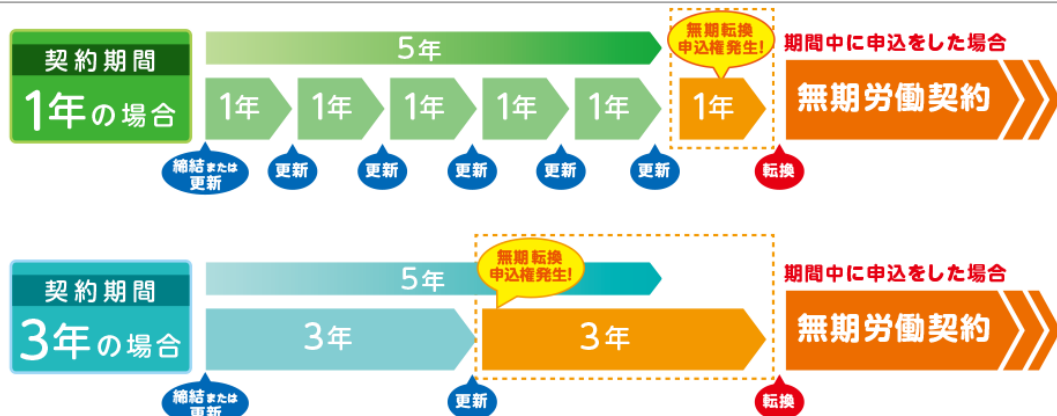 契約期間
1年の場合
5年
無期転換
申込権発生!
1年
1年
1年
1年
1年
1年
期間中に申込をした場合
無期労働契約
締結または
更新
更新
更新
更新
更新
更新
転換
契約期間
3年の場合
5年
無期転換
申込権発生!
3年
3年
期間中に申込をした場合
無期労働契約
締結または
更新
更新
転換